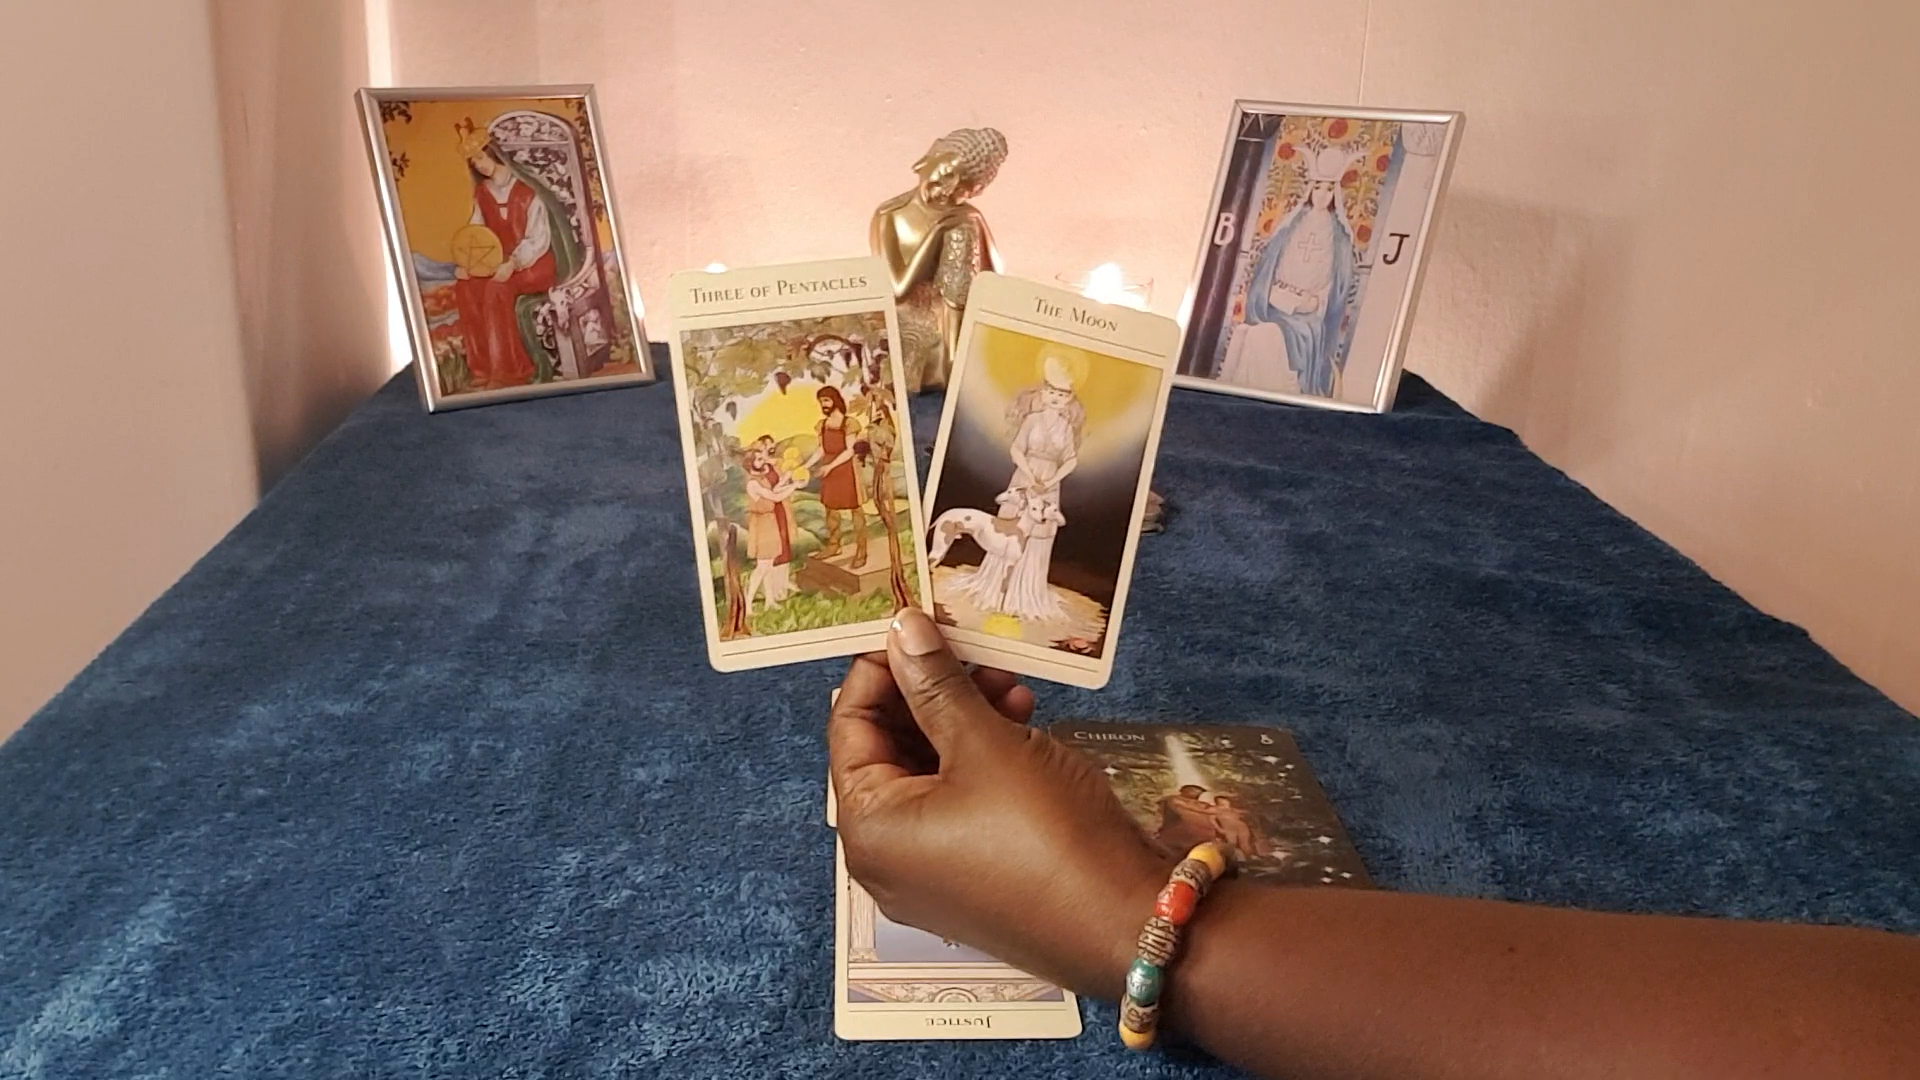 B
J
THREE OF PENTACLES
THE MOON
CHIRON
JUSTICE